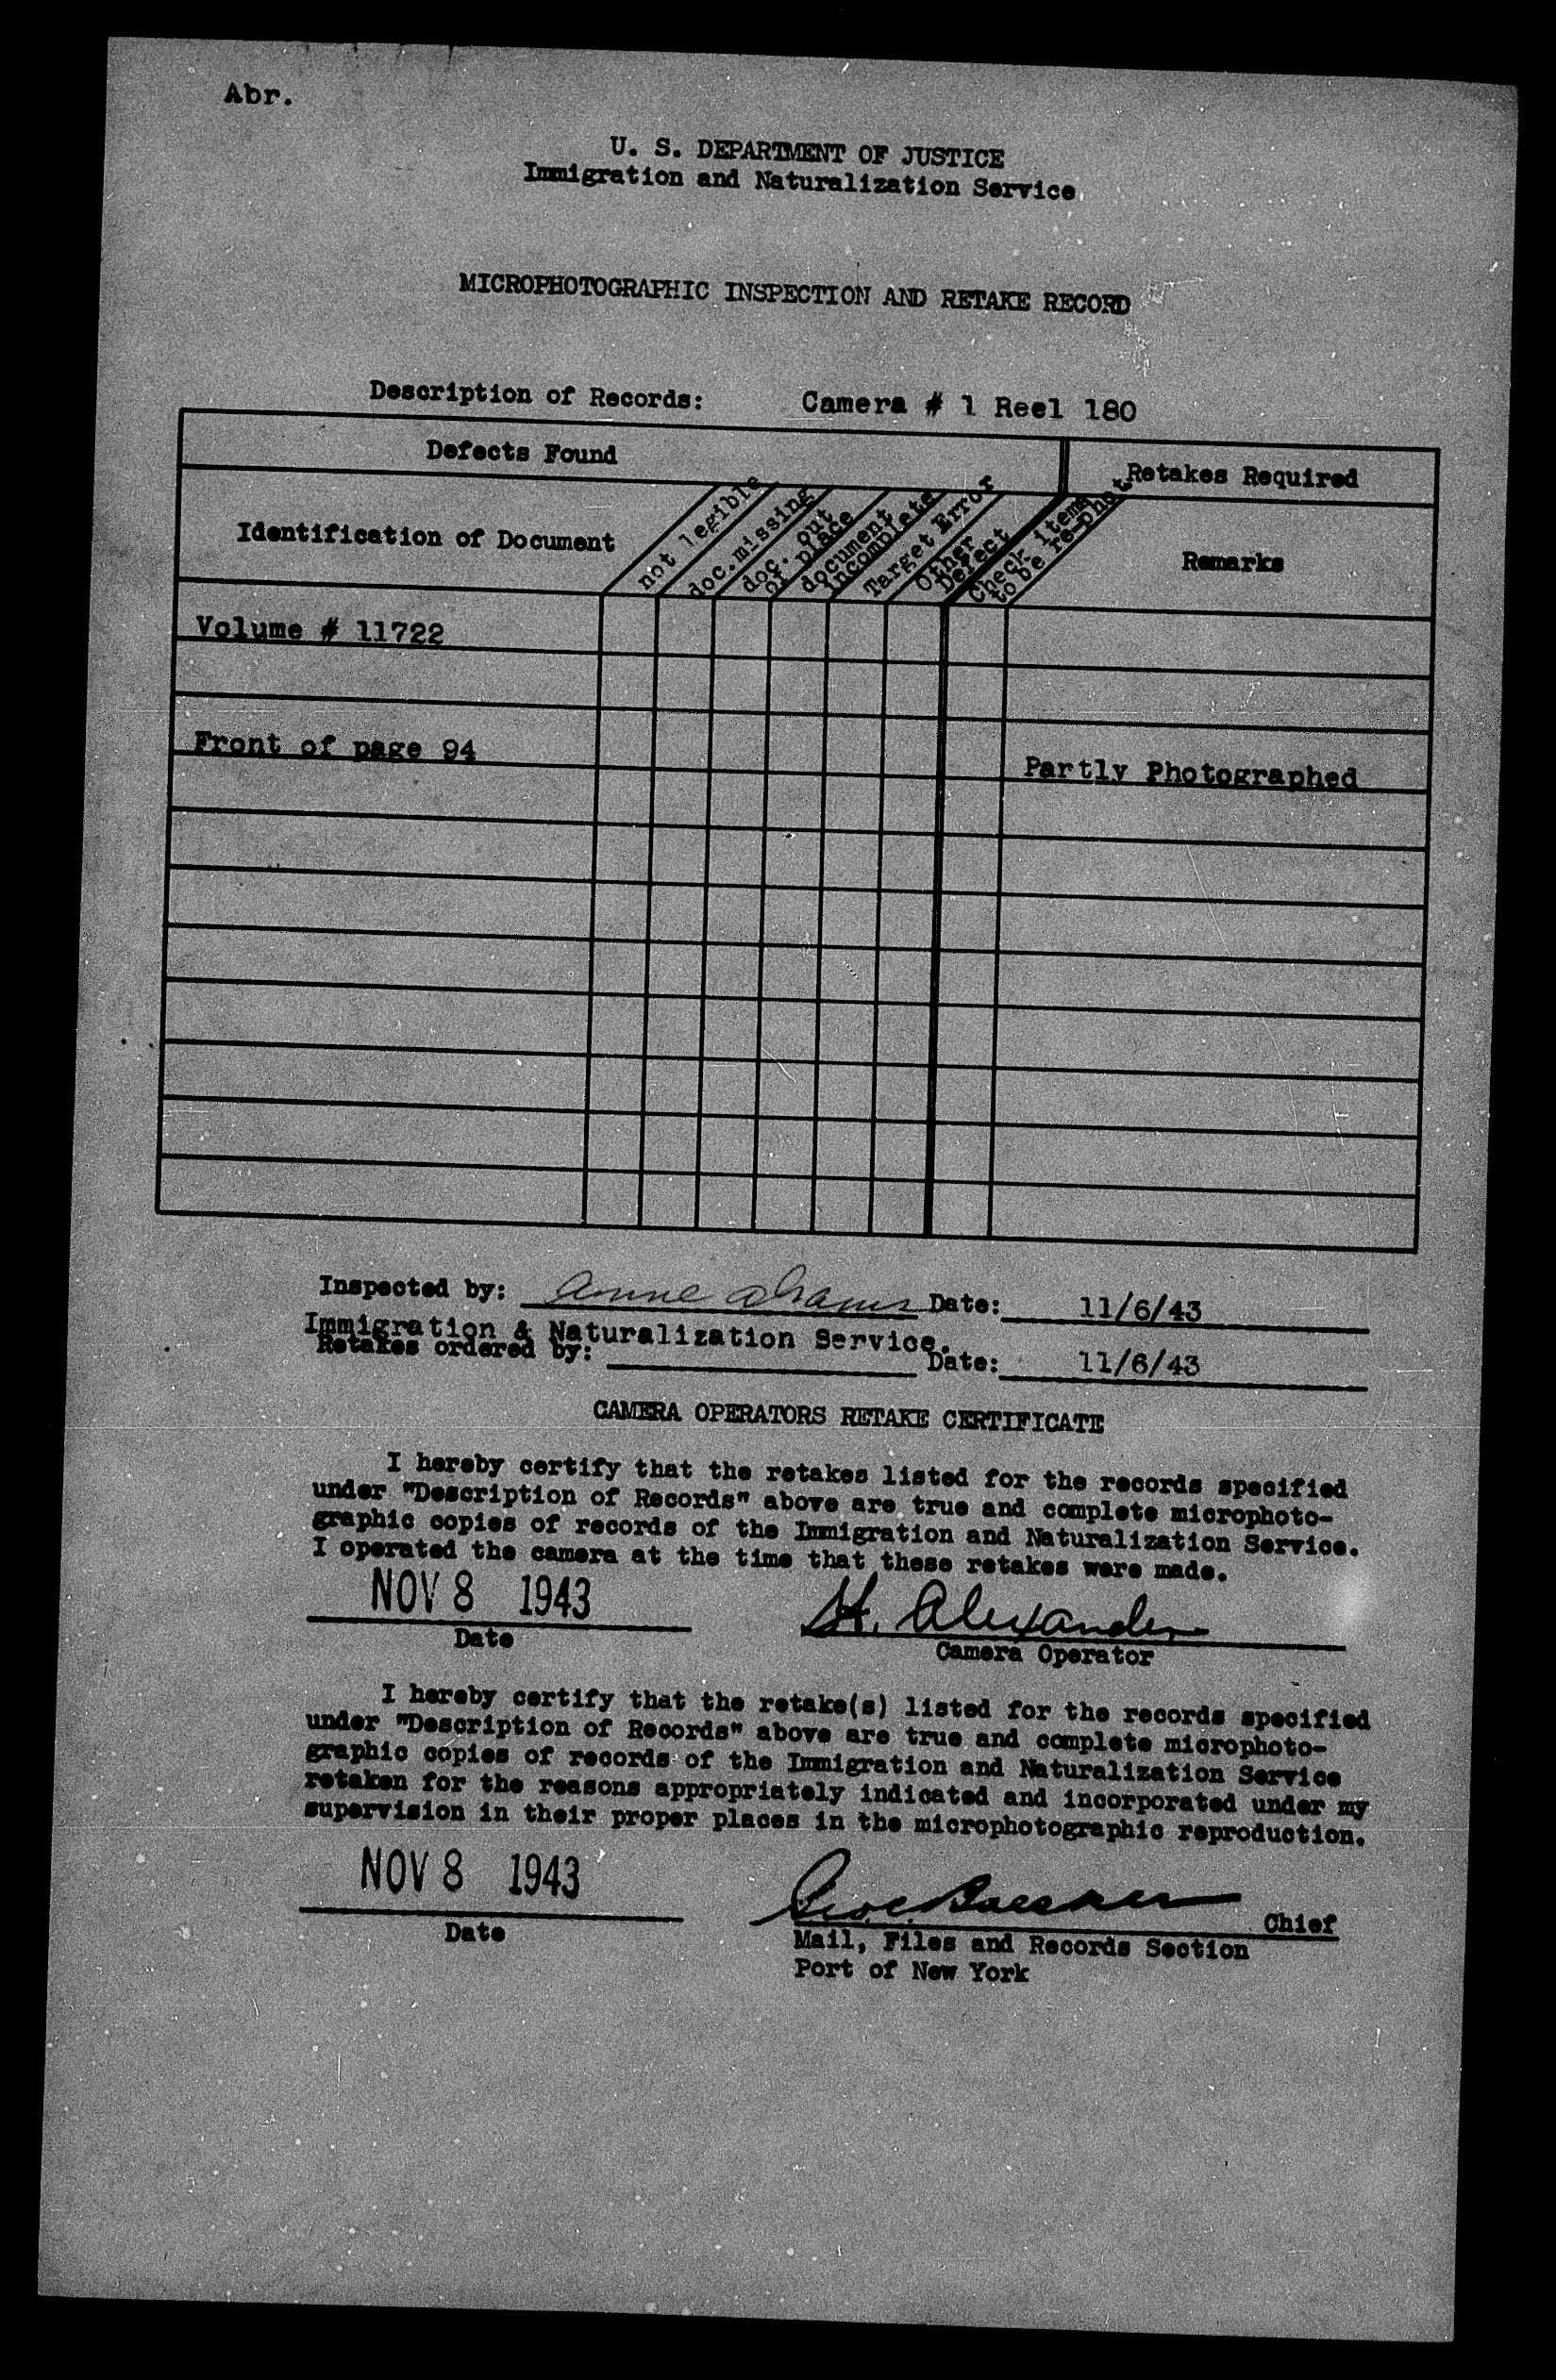 Abr.
U. S. DEPARTMENT OF JUSTICE
Immigration and Naturalization Service
MICROPHOTOGRAPHIC INSPECTION AND RETAKE RECORD
Description of Records: Camera # 1 Reel 180
Defects Found
Retakes Required
Identification of Document
not legible
doc. missing
doc. out
of place
document
incomplete
Target Error
Other
Defect
Check items
to be re-phot.
Remarks
Volume # 11722
Front of page 94 Partly Photographed
Inspected by: Anne Date: 11/6/43
Immigration & Naturalization Service.
Retakes ordered by: Date: 11/6/43
CAMERA OPERATORS RETAKE CERTIFICATE
I hereby certify that the retakes listed for the records specified
under "Description of Records" above are true and complete microphoto-
graphic copies of records of the Immigration and Naturalization Service.
I operated the camera at the time that these retakes were made.
NOV 8 1943 H. Alexander
Date Camera Operator
I hereby certify that the retake(s) listed for the records specified
under "Description of Records" above are true and complete microphoto-
graphic copies of records of the Immigration and Naturalization Service
retaken for the reasons appropriately indicated and incorporated under my
supervision in their proper places in the microphotographic reproduction.
NOV 8 1943 Chief
Date Mail, Files and Records Section
Port of New York